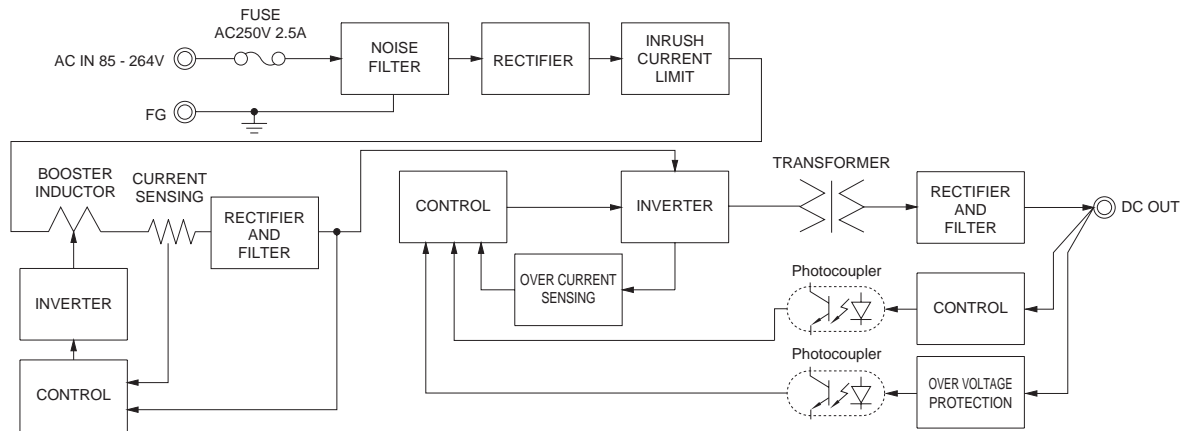 FUSE
AC250V 2.5A
AC IN 85 - 264V
NOISE
FILTER
RECTIFIER
INRUSH
CURRENT
LIMIT
FG
BOOSTER
INDUCTOR
CURRENT
SENSING
RECTIFIER
AND
FILTER
CONTROL
INVERTER
TRANSFORMER
RECTIFIER
AND
FILTER
DC OUT
OVER CURRENT
SENSING
Photocoupler
CONTROL
INVERTER
Photocoupler
OVER VOLTAGE
PROTECTION
CONTROL